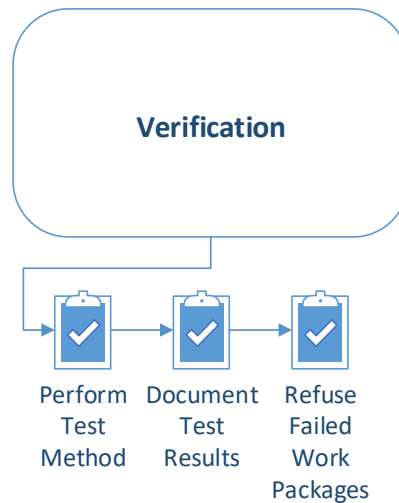 Verification
Perform
Test
Method
Document
Test
Results
Refuse
Failed
Work
Packages